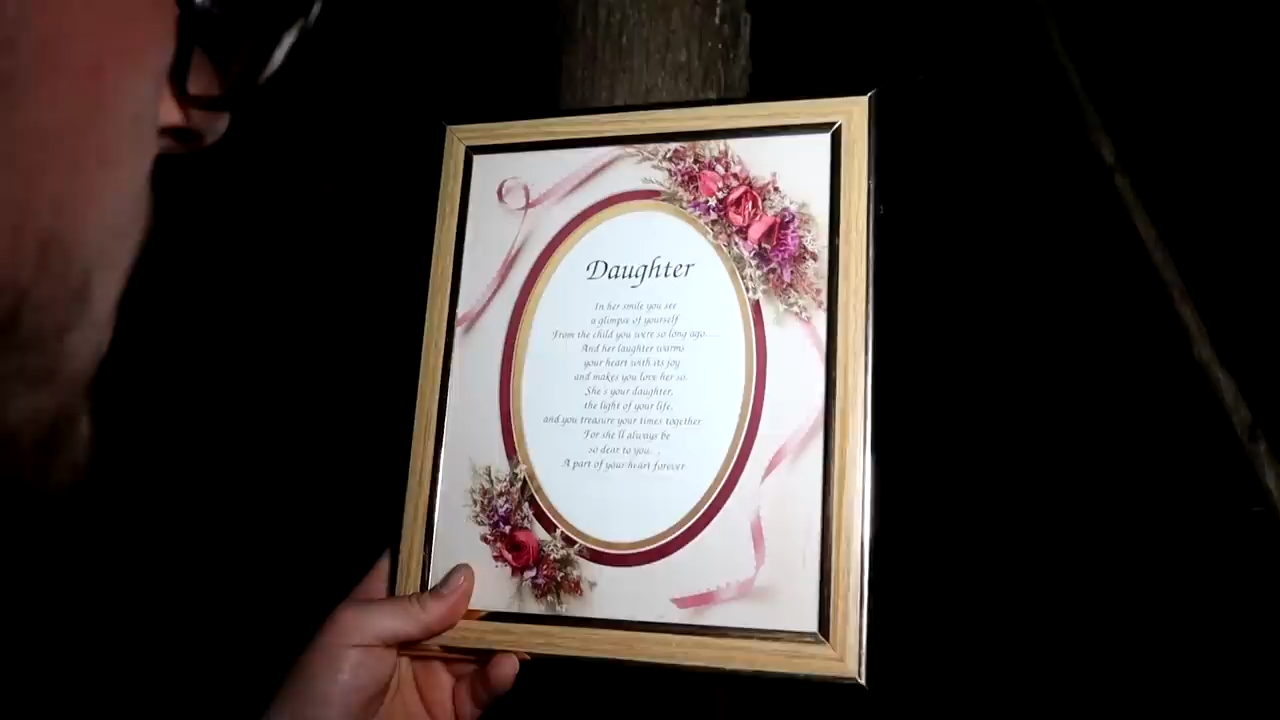 Daughter
In her smile you see
a glimpse of yourself
From the child you were so long ago.....
And her laughter warms
your heart with its joy
and makes you love her so.
She's your daughter,
the light of your life,
and you treasure your times together
For she'll always be
so dear to you. .
A part of your heart forever